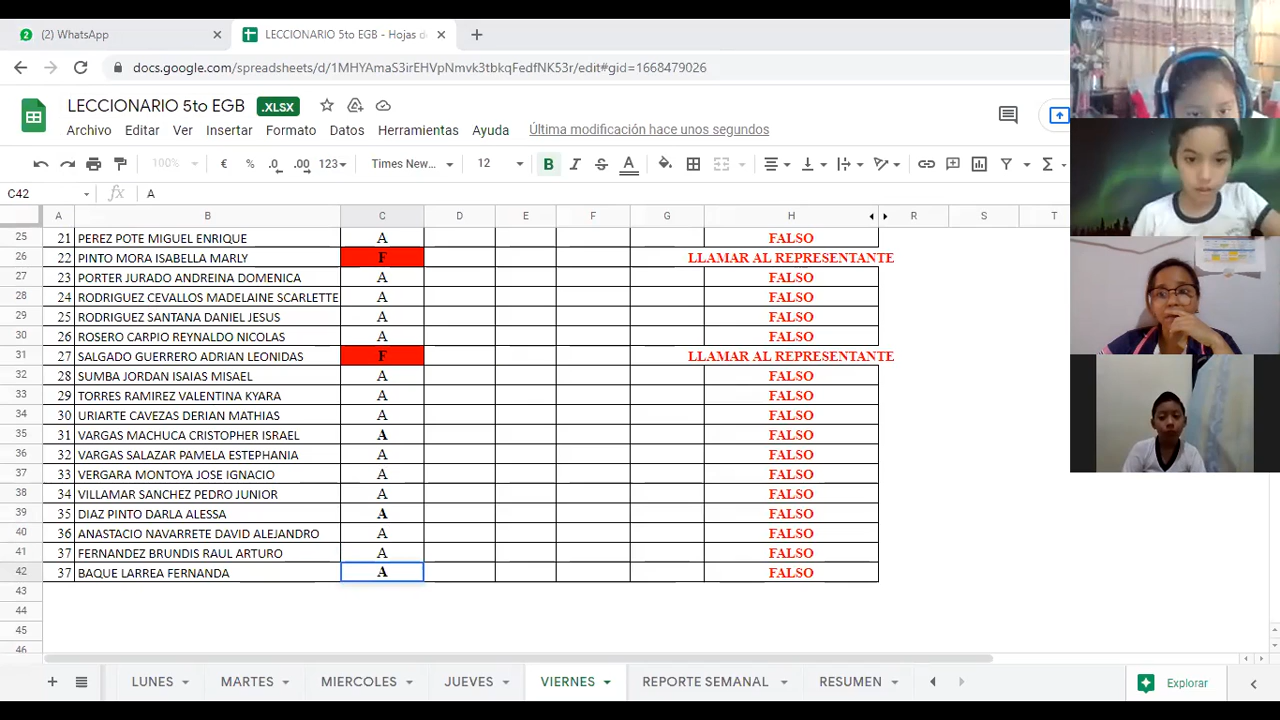 (2) WhatsApp
LECCIONARIO 5to EGB - Hojas de
docs.google.com/spreadsheets/d/1MHYAmaS3irEHVpNmvk3tbkqFedfNK53r/edit#gid=1668479026
LECCIONARIO 5to EGB .XLSX
Archivo Editar Ver Insertar Formato Datos Herramientas Ayuda Última modificación hace unos segundos
100% € % .0 .00 123 Times New... 12 B I S A
C42 fx A
A B C D E F G H R S T
25 21 PEREZ POTE MIGUEL ENRIQUE A FALSO
26 22 PINTO MORA ISABELLA MARLY F LLAMAR AL REPRESENTANTE
27 23 PORTER JURADO ANDREINA DOMENICA A FALSO
28 24 RODRIGUEZ CEVALLOS MADELAINE SCARLETTE A FALSO
29 25 RODRIGUEZ SANTANA DANIEL JESUS A FALSO
30 26 ROSERO CARPIO REYNALDO NICOLAS A FALSO
31 27 SALGADO GUERRERO ADRIAN LEONIDAS F LLAMAR AL REPRESENTANTE
32 28 SUMBA JORDAN ISAIAS MISAEL A FALSO
33 29 TORRES RAMIREZ VALENTINA KYARA A FALSO
34 30 URIARTE CAVEZAS DERIAN MATHIAS A FALSO
35 31 VARGAS MACHUCA CRISTOPHER ISRAEL A FALSO
36 32 VARGAS SALAZAR PAMELA ESTEPHANIA A FALSO
37 33 VERGARA MONTOYA JOSE IGNACIO A FALSO
38 34 VILLAMAR SANCHEZ PEDRO JUNIOR A FALSO
39 35 DIAZ PINTO DARLA ALESSA A FALSO
40 36 ANASTACIO NAVARRETE DAVID ALEJANDRO A FALSO
41 37 FERNANDEZ BRUNDIS RAUL ARTURO A FALSO
42 37 BAQUE LARREA FERNANDA A FALSO
43
44
45
46
LUNES MARTES MIERCOLES JUEVES VIERNES REPORTE SEMANAL RESUMEN Explorar